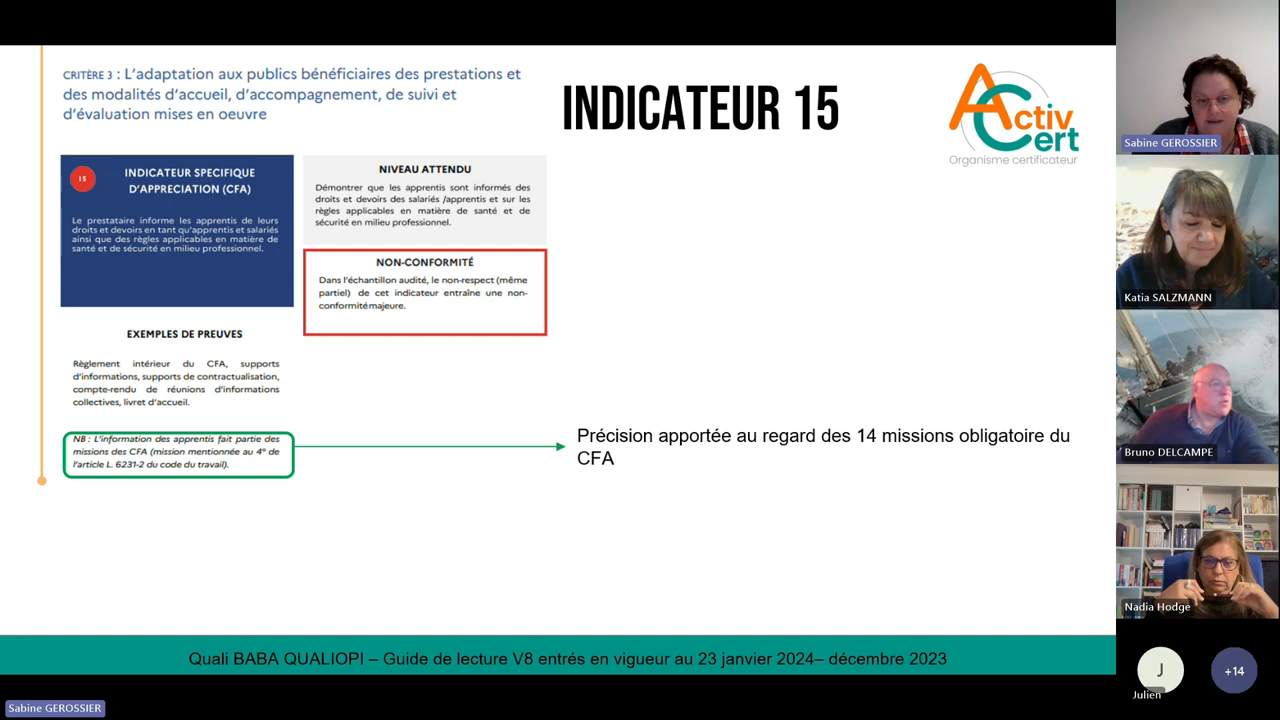 CRITÈRE 3 : L'adaptation aux publics bénéficiaires des prestations et
des modalités d'accueil, d'accompagnement, de suivi et
d'évaluation mises en oeuvre
INDICATEUR 15
Activ
Cert
Organisme certificateur
15
INDICATEUR SPECIFIQUE
D'APPRECIATION (CFA)
Le prestataire informe les apprentis de leurs
droits et devoirs en tant qu'apprentis et salariés
ainsi que des règles applicables en matière de
santé et de sécurité en milieu professionnel.
NIVEAU ATTENDU
Démontrer que les apprentis sont informés des
droits et devoirs des salariés /apprentis et sur les
règles applicables en matière de santé et de
sécurité en milieu professionnel.
NON-CONFORMITÉ
Dans l'échantillon audité, le non-respect (même
partiel) de cet indicateur entraîne une non-
conformité majeure.
EXEMPLES DE PREUVES
Règlement intérieur du CFA, supports
d'informations, supports de contractualisation,
compte-rendu de réunions d'informations
collectives, livret d'accueil.
NB : L'information des apprentis fait partie des
missions des CFA (mission mentionnée au 4° de
l'article L. 6231-2 du code du travail).
Précision apportée au regard des 14 missions obligatoire du
CFA
Quali BABA QUALIOPI – Guide de lecture V8 entrés en vigueur au 23 janvier 2024– décembre 2023
Sabine GEROSSIER
Sabine GEROSSIER
Katia SALZMANN
Bruno DELCAMPE
Nadia Hodge
J
Julien
+14